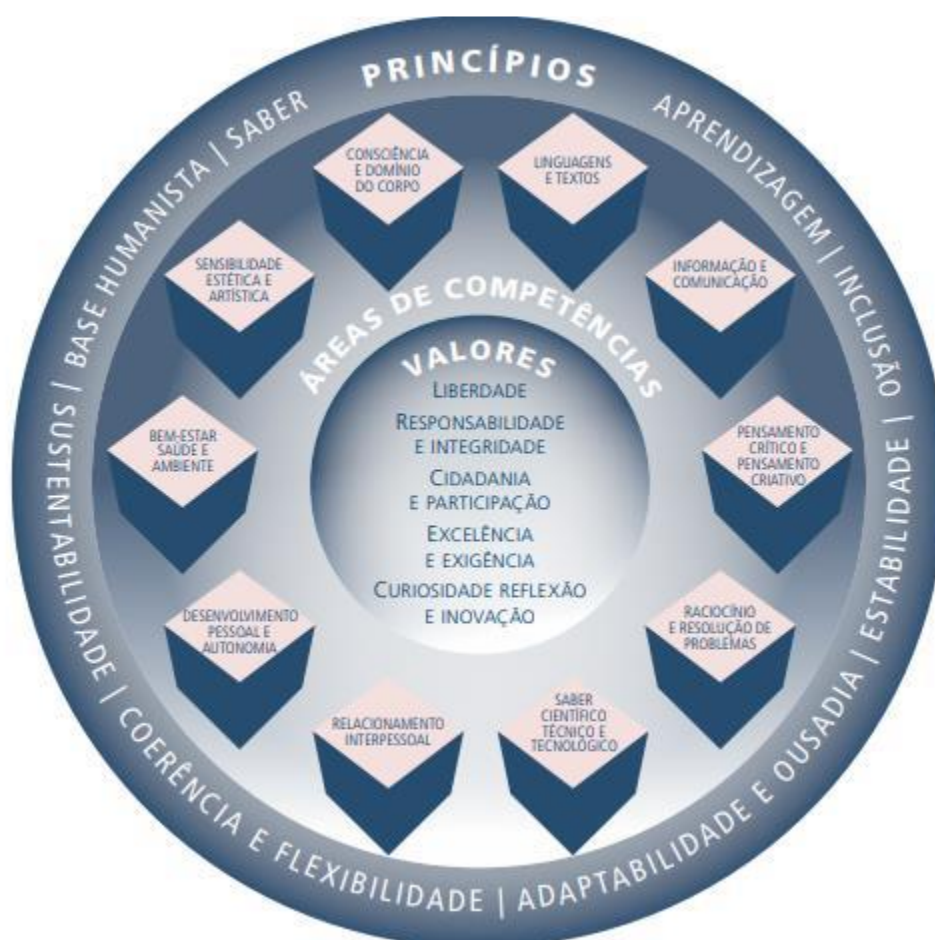 PRINCÍPIOS
APRENDIZAGEM | INCLUSÃO | ESTABILIDADE | ADAPTABILIDADE E OUSADIA | COERÊNCIA E FLEXIBILIDADE | SUSTENTABILIDADE | BASE HUMANISTA | SABER
CONSCIÊNCIA
E DOMÍNIO
DO CORPO
LINGUAGENS
E TEXTOS
SENSIBILIDADE
ESTÉTICA E
ARTÍSTICA
INFORMAÇÃO E
COMUNICAÇÃO
BEM-ESTAR
SAÚDE E
AMBIENTE
PENSAMENTO
CRÍTICO E
PENSAMENTO
CRIATIVO
DESENVOLVIMENTO
PESSOAL E
AUTONOMIA
RACIOCÍNIO
E RESOLUÇÃO DE
PROBLEMAS
RELACIONAMENTO
INTERPESSOAL
SABER
CIENTÍFICO
TÉCNICO E
TECNOLÓGICO
ÁREAS DE COMPETÊNCIAS
VALORES
LIBERDADE
RESPONSABILIDADE
E INTEGRIDADE
CIDADANIA
E PARTICIPAÇÃO
EXCELÊNCIA
E EXIGÊNCIA
CURIOSIDADE REFLEXÃO
E INOVAÇÃO